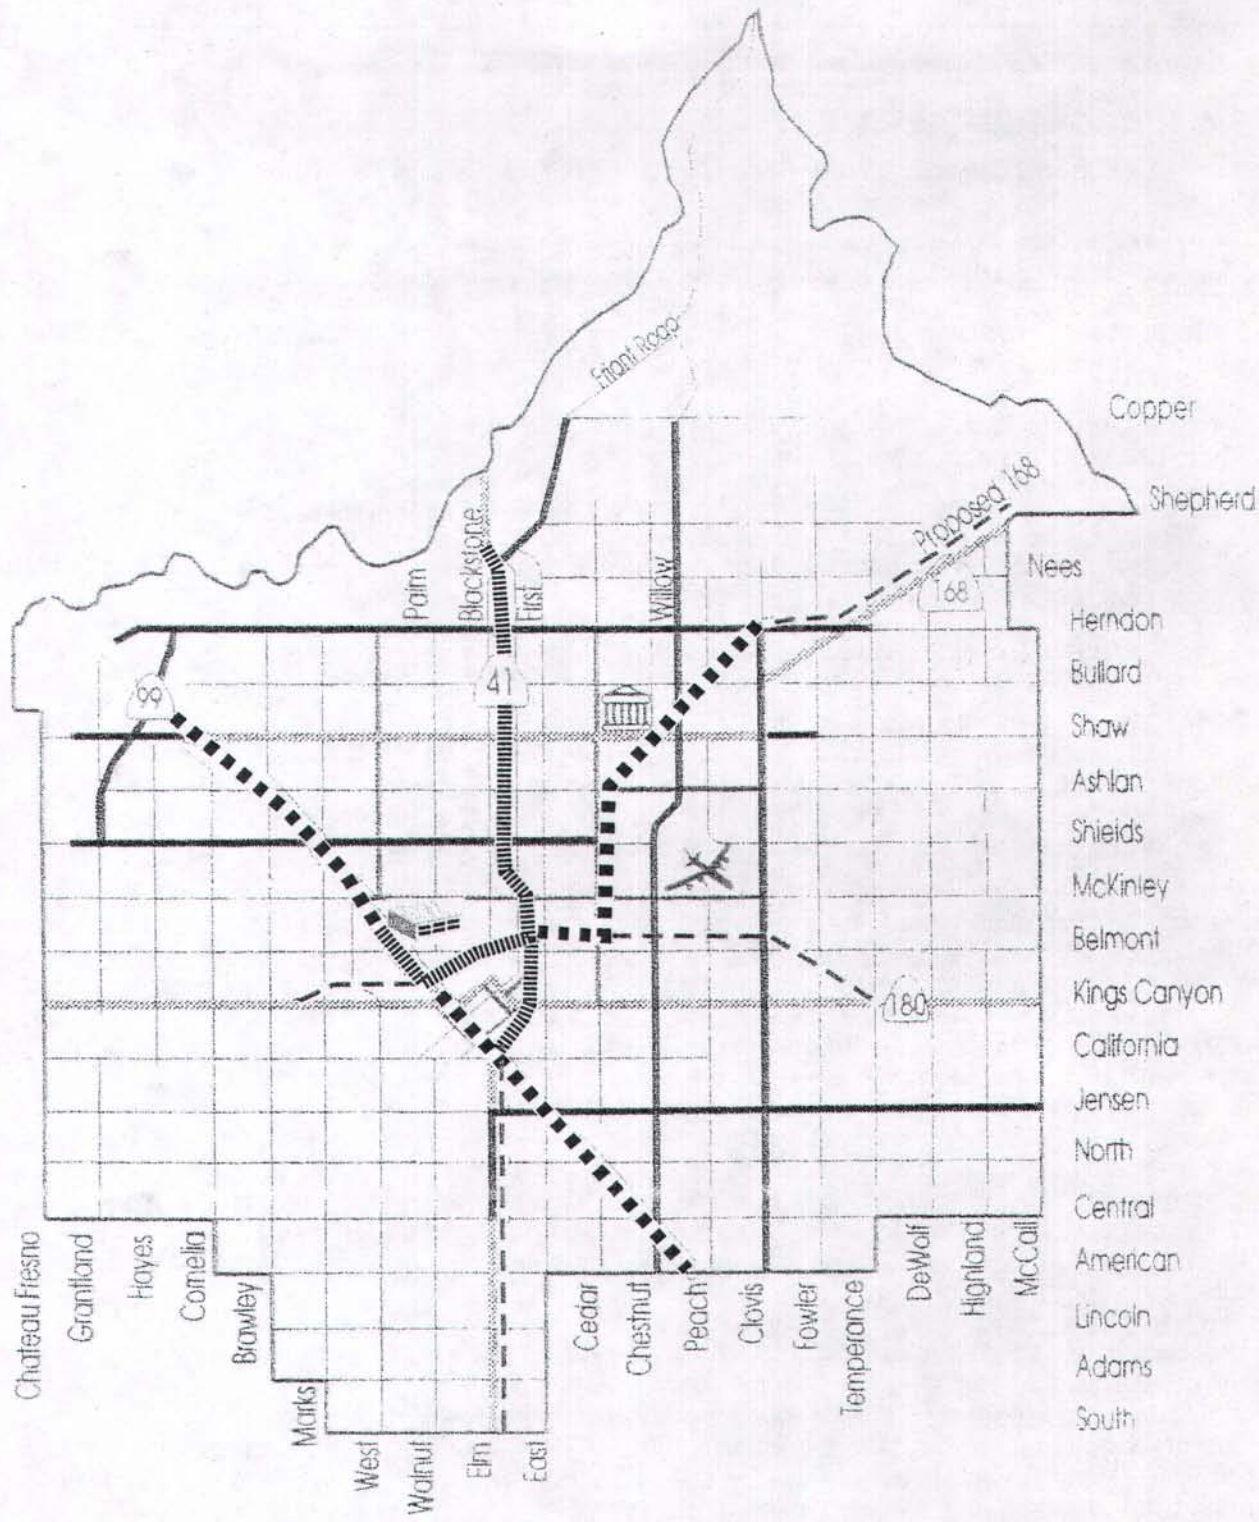 Friant Road
Copper
Shepherd
Proposed 168
168
Nees
Palm
Blackstone
First
Willow
Herndon
Bullard
99
41
Shaw
Ashlan
Shields
McKinley
Belmont
Kings Canyon
180
California
Jensen
North
Central
American
Lincoln
Adams
South
Chateau Fresno
Grantland
Hayes
Cornelia
Brawley
Marks
West
Walnut
Elm
East
Cedar
Chestnut
Peach
Clovis
Fowler
Temperance
DeWolf
Highland
McCall